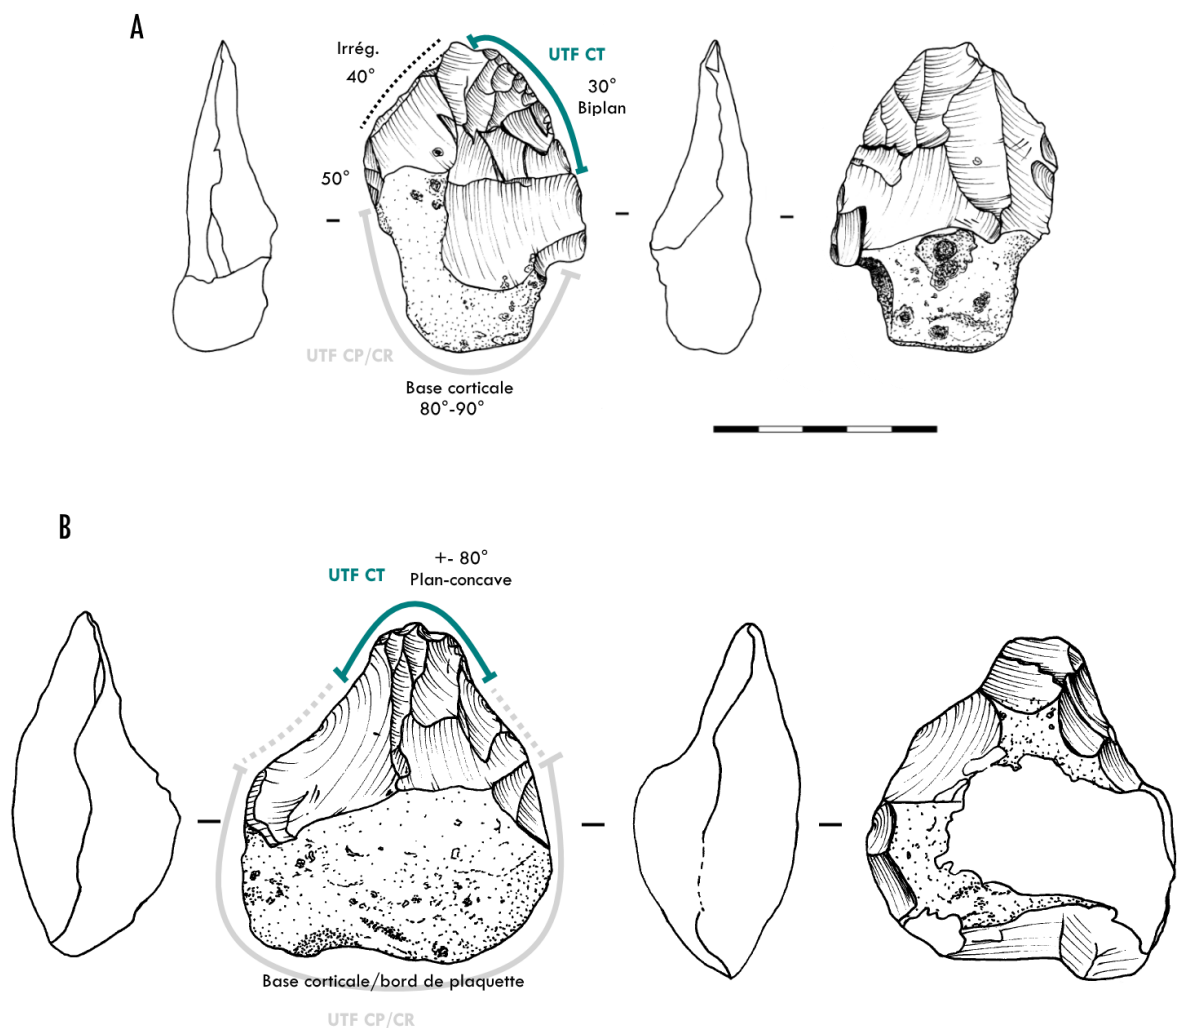 A
Irrég.
40°
UTF CT
30°
Biplan
50°
UTF CP/CR
Base corticale
80°-90°
B
UTF CT
+- 80°
Plan-concave
Base corticale/bord de plaquette
UTF CP/CR